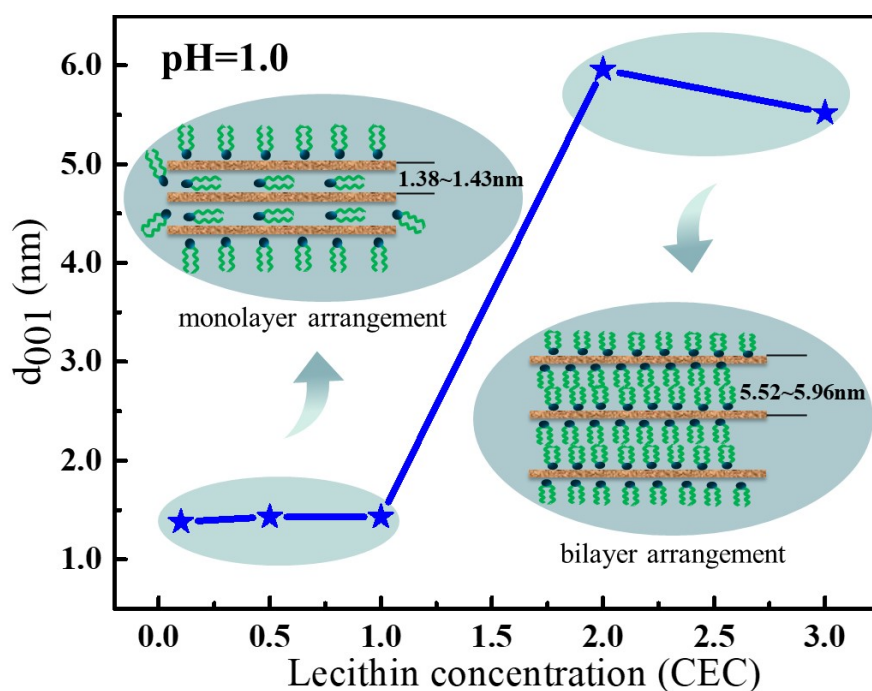 pH=1.0
6.0
5.0
4.0
3.0
2.0
1.0
d001 (nm)
1.38~1.43nm
monolayer arrangement
5.52~5.96nm
bilayer arrangement
0.0 0.5 1.0 1.5 2.0 2.5 3.0
Lecithin concentration (CEC)